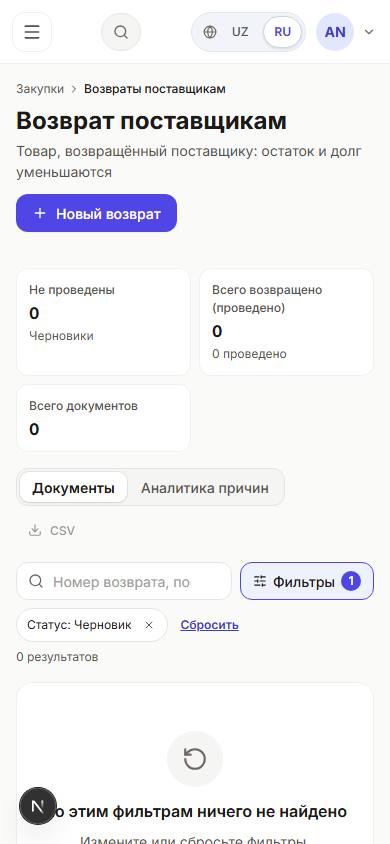 UZ
RU
AN
Закупки
Возвраты поставщикам
Возврат поставщикам
Товар, возвращённый поставщику: остаток и долг
уменьшаются
+ Новый возврат
Не проведены
0
Черновики
Всего возвращено
(проведено)
0
0 проведено
Всего документов
0
Документы
Аналитика причин
CSV
Номер возврата, по
Фильтры 1
Статус: Черновик ×
Сбросить
0 результатов
N
о этим фильтрам ничего не найдено
Измените или сбросьте фильтры